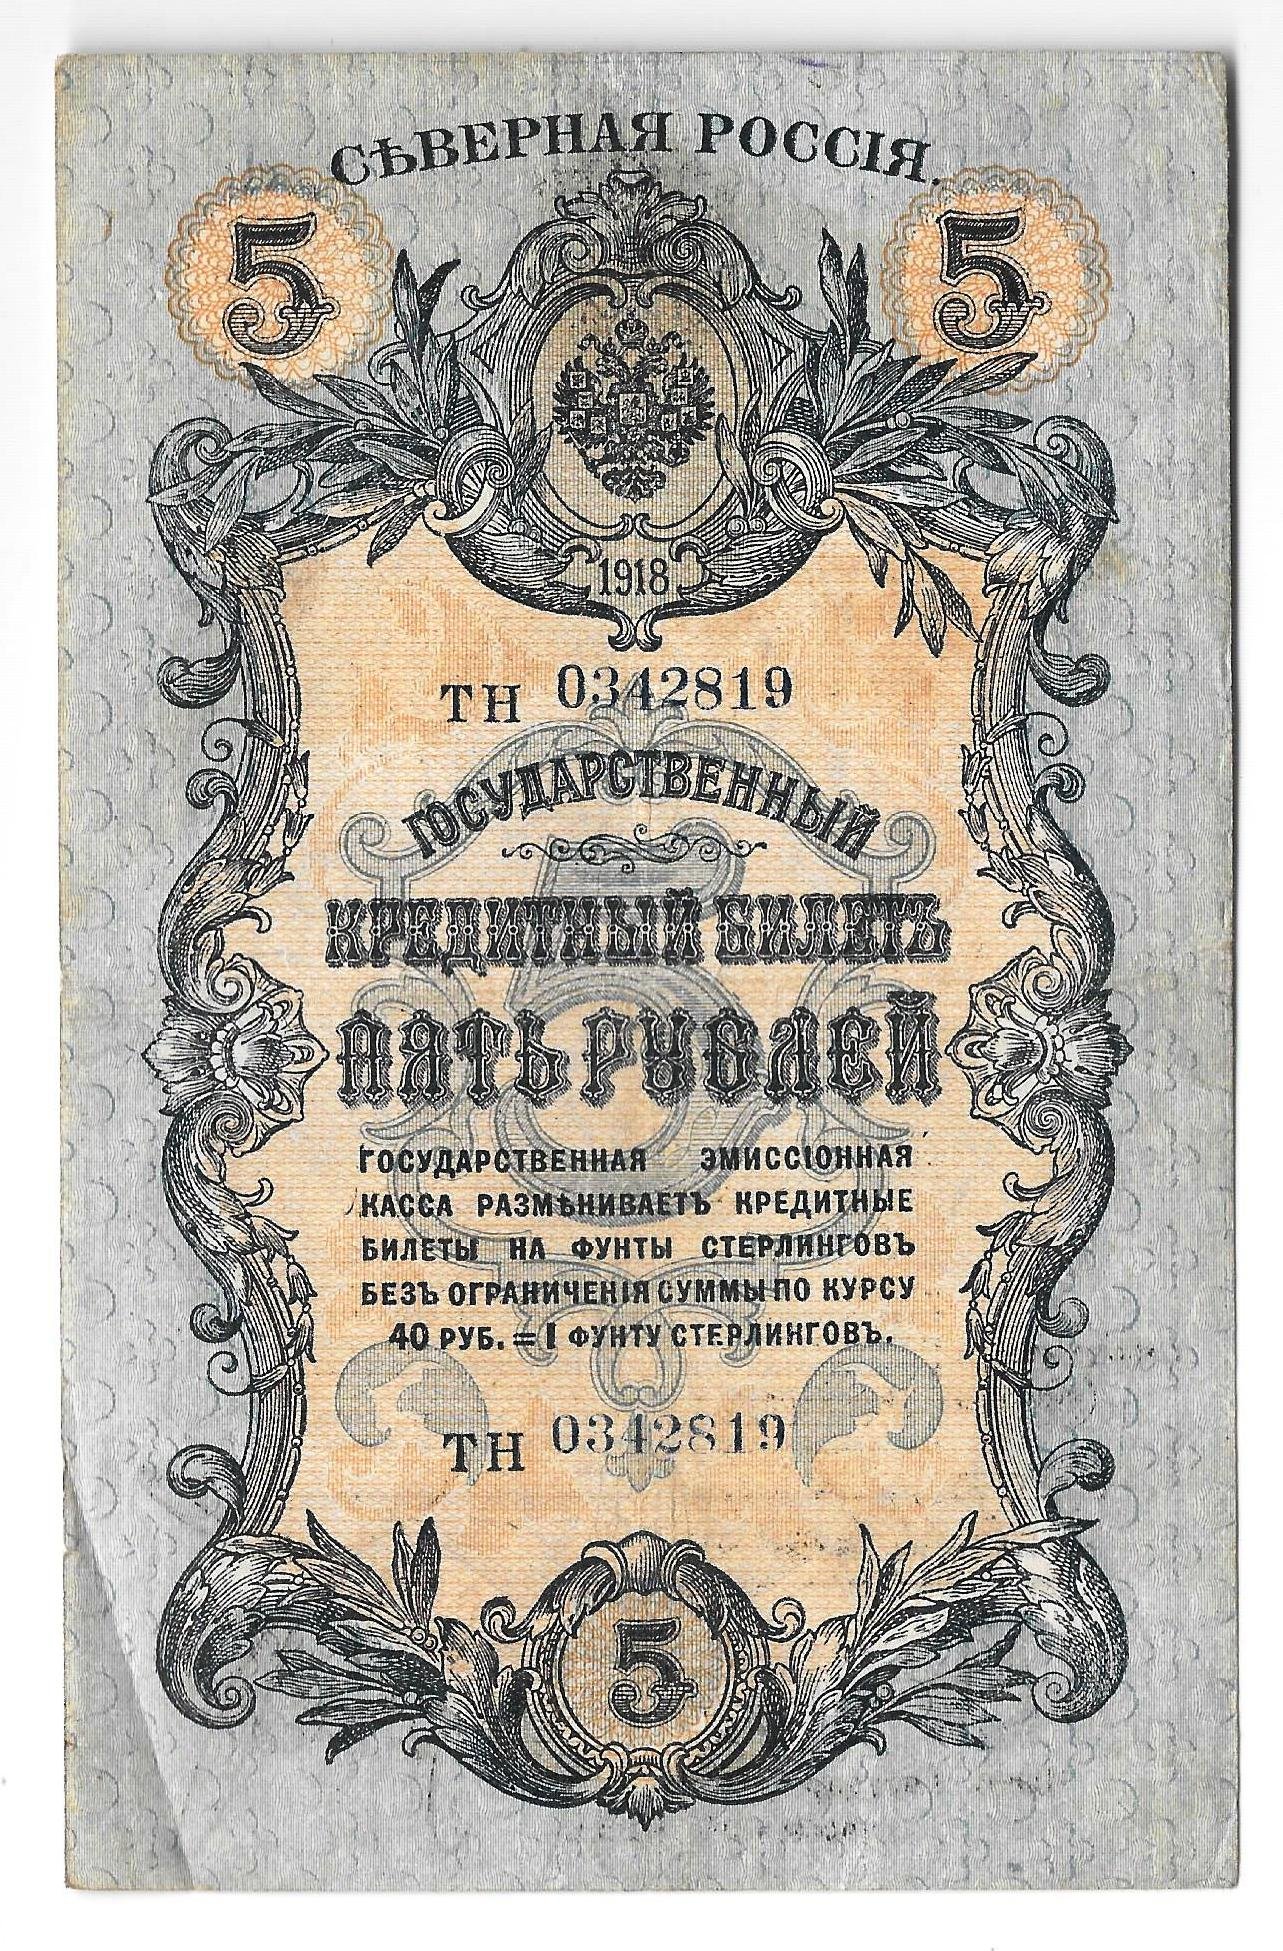 СѢВЕРНАЯ РОССІЯ.
5 5
1918
ТН 0342819
ГОСУДАРСТВЕННЫЙ
КРЕДИТНЫЙ БИЛЕТЪ
5
ПЯТЬ РУБЛЕЙ
ГОСУДАРСТВЕННАЯ ЭМИССІОННАЯ
КАССА РАЗМѢНИВАЕТЪ КРЕДИТНЫЕ
БИЛЕТЫ НА ФУНТЫ СТЕРЛИНГОВЪ
БЕЗЪ ОГРАНИЧЕНІЯ СУММЫ ПО КУРСУ
40 РУБ. = 1 ФУНТУ СТЕРЛИНГОВЪ.
ТН 0342819
5